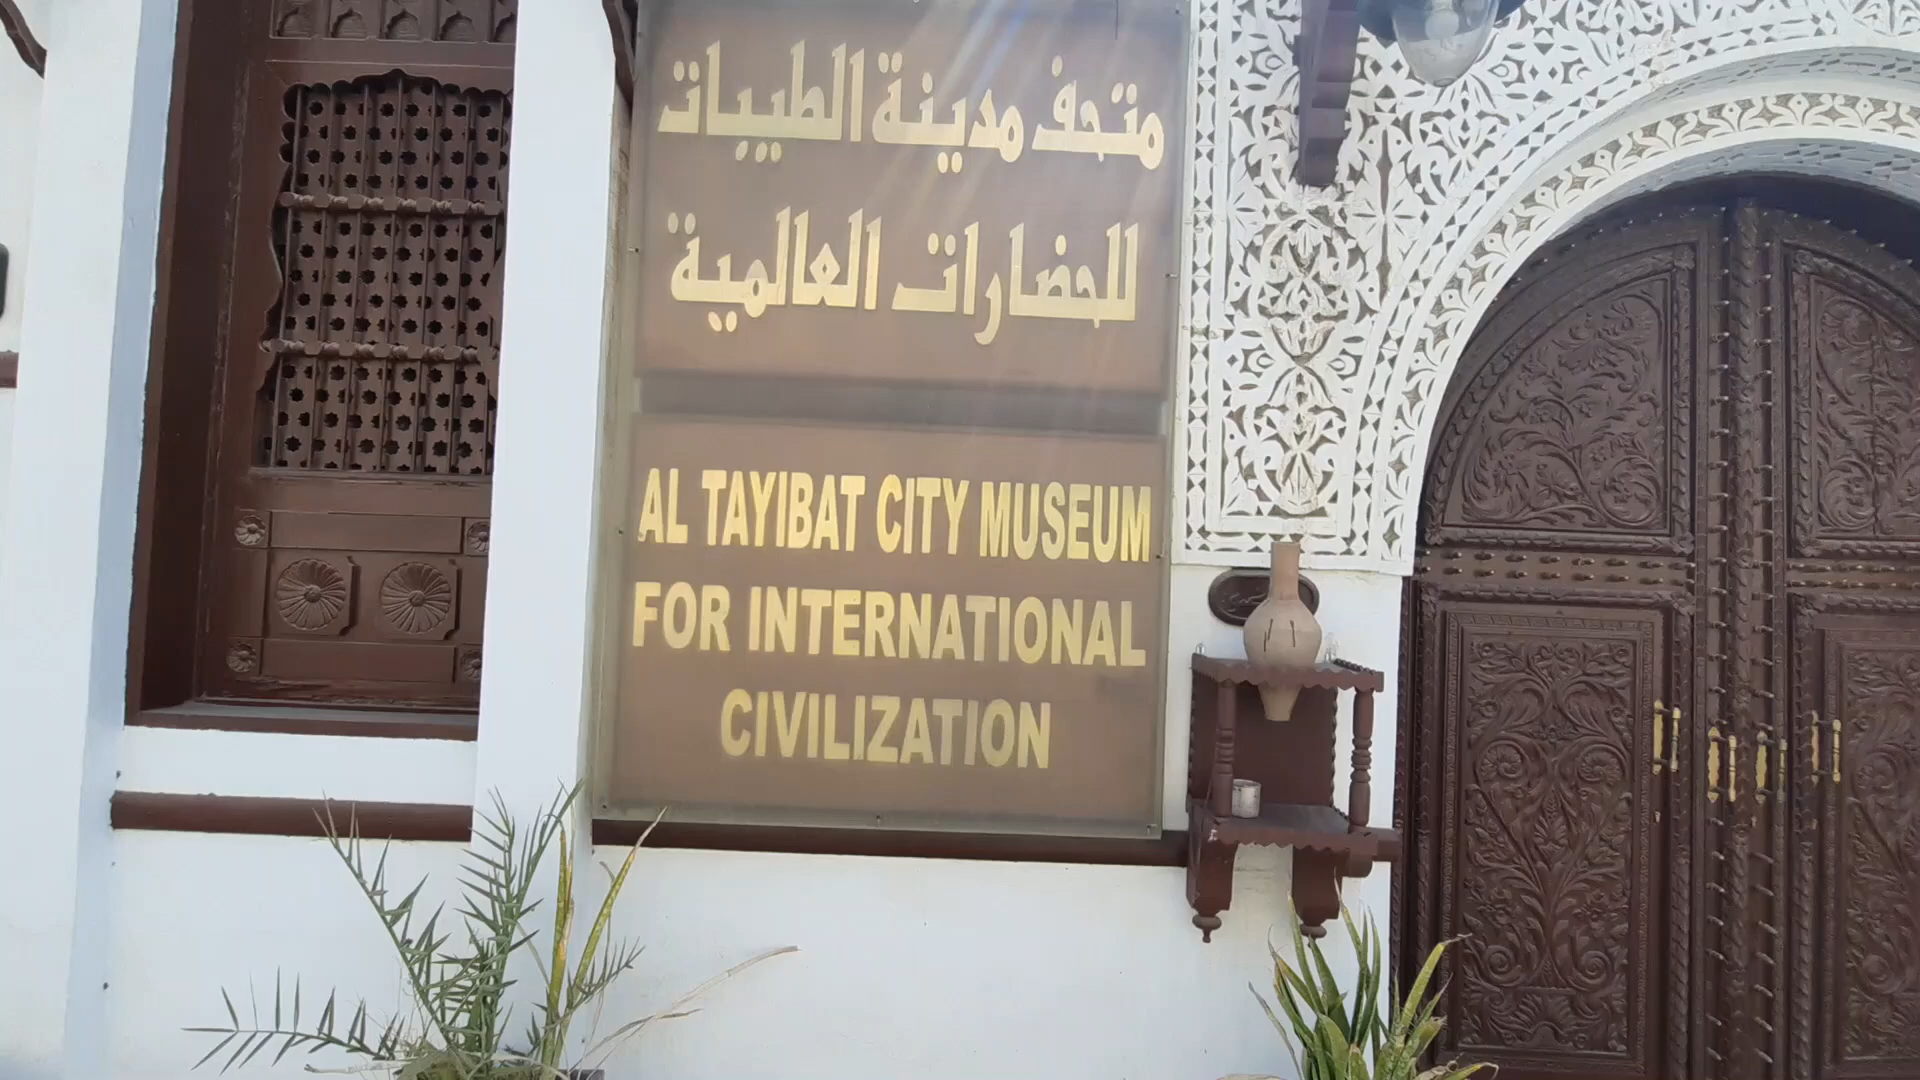 متحف مدينة الطيبات
للحضارات العالمية
AL TAYIBAT CITY MUSEUM
FOR INTERNATIONAL
CIVILIZATION